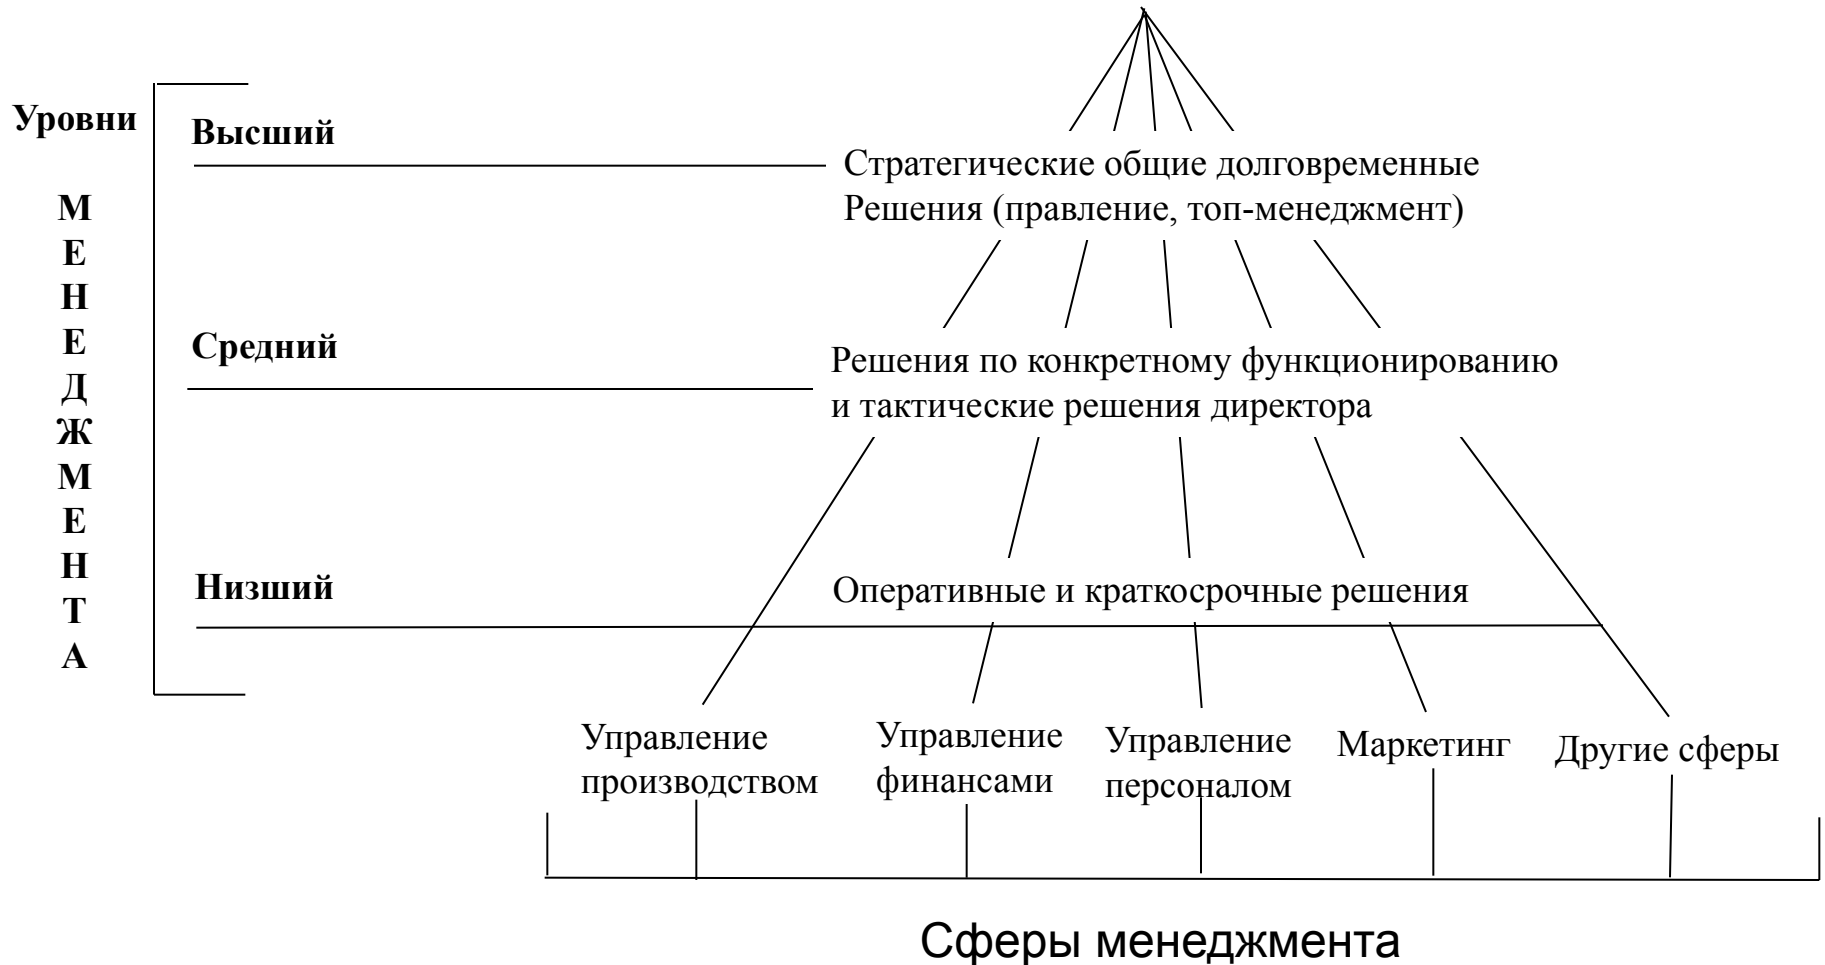 Уровни
МЕНЕДЖМЕНТА
Высший
Стратегические общие долговременные
Решения (правление, топ-менеджмент)
Средний
Решения по конкретному функционированию
и тактические решения директора
Низший
Оперативные и краткосрочные решения
Управление
производством
Управление
финансами
Управление
персоналом
Маркетинг
Другие сферы
Сферы менеджмента